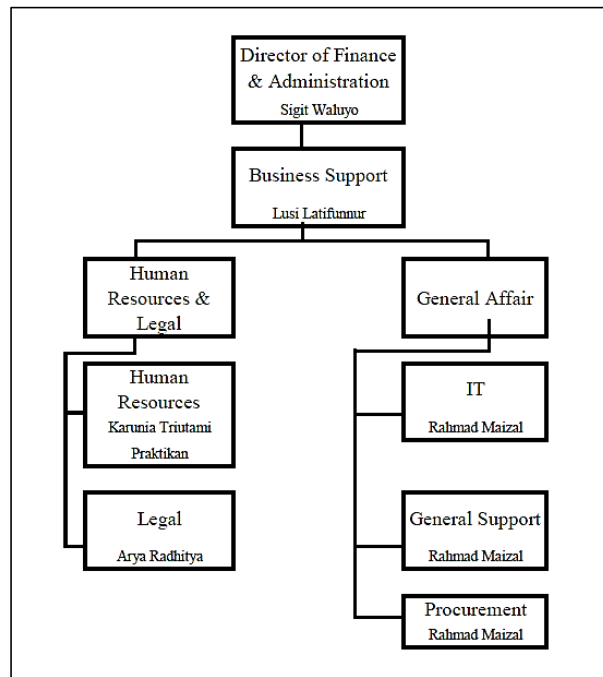 Director of Finance
& Administration
Sigit Waluyo
Business Support
Lusi Latifunnur
Human
Resources &
Legal
General Affair
Human
Resources
Karunia Triutami
Praktikan
IT
Rahmad Maizal
Legal
Arya Radhitya
General Support
Rahmad Maizal
Procurement
Rahmad Maizal